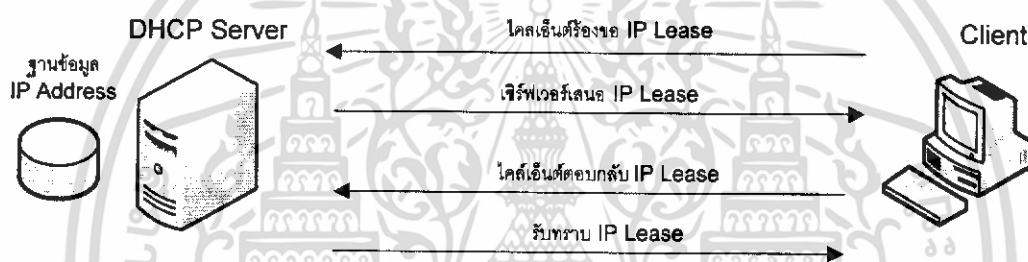 DHCP Server
Client
ฐานข้อมูล
IP Address
ไคลเอ็นต์ร้องขอ IP Lease
เซิร์ฟเวอร์เสนอ IP Lease
ไคล์เอ็นต์ตอบกลับ IP Lease
รับทราบ IP Lease